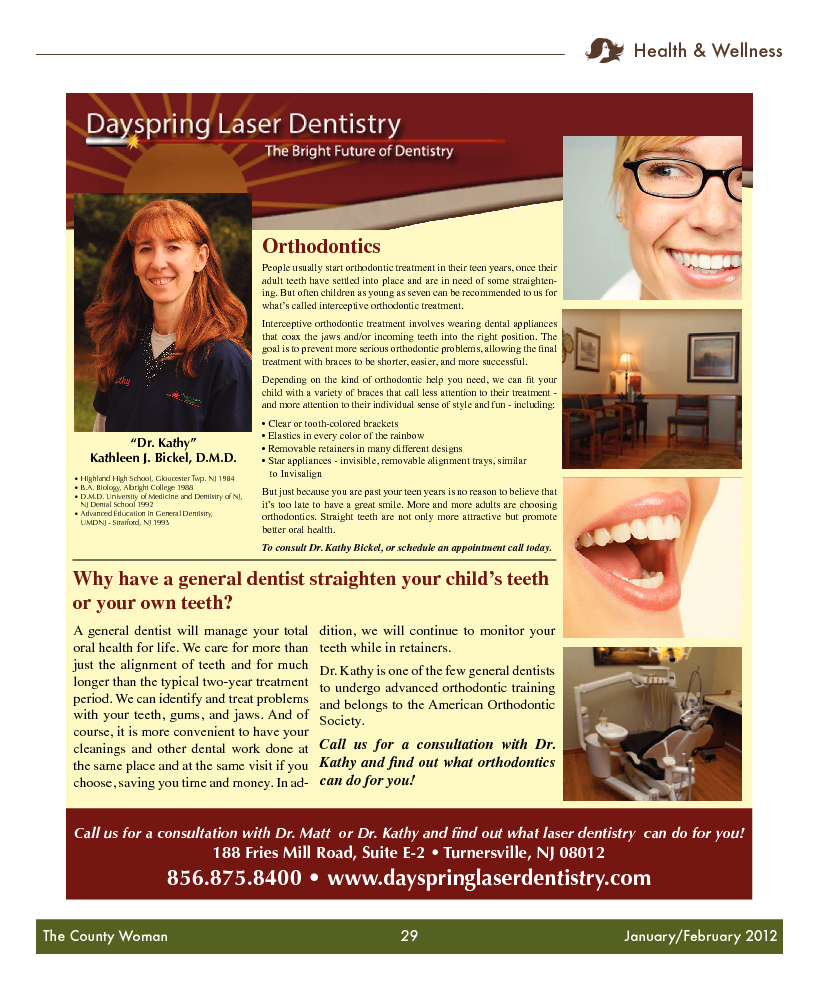 Health & Wellness
Dayspring Laser Dentistry
The Bright Future of Dentistry
"Dr. Kathy"
Kathleen J. Bickel, D.M.D.
• Highland High School, Gloucester Twp. NJ 1984
• B.A. Biology, Albright College 1988
• D.M.D. University of Medicine and Dentistry of NJ,
NJ Dental School 1992
• Advanced Education in General Dentistry,
UMDNJ - Stratford, NJ 1993
Orthodontics
People usually start orthodontic treatment in their teen years, once their
adult teeth have settled into place and are in need of some straighten-
ing. But often children as young as seven can be recommended to us for
what's called interceptive orthodontic treatment.
Interceptive orthodontic treatment involves wearing dental appliances
that coax the jaws and/or incoming teeth into the right position. The
goal is to prevent more serious orthodontic problems, allowing the final
treatment with braces to be shorter, easier, and more successful.
Depending on the kind of orthodontic help you need, we can fit your
child with a variety of braces that call less attention to their treatment -
and more attention to their individual sense of style and fun - including:
• Clear or tooth-colored brackets
• Elastics in every color of the rainbow
• Removable retainers in many different designs
• Star appliances - invisible, removable alignment trays, similar
to Invisalign
But just because you are past your teen years is no reason to believe that
it's too late to have a great smile. More and more adults are choosing
orthodontics. Straight teeth are not only more attractive but promote
better oral health.
To consult Dr. Kathy Bickel, or schedule an appointment call today.
Why have a general dentist straighten your child's teeth
or your own teeth?
A general dentist will manage your total
oral health for life. We care for more than
just the alignment of teeth and for much
longer than the typical two-year treatment
period. We can identify and treat problems
with your teeth, gums, and jaws. And of
course, it is more convenient to have your
cleanings and other dental work done at
the same place and at the same visit if you
choose, saving you time and money. In ad-
dition, we will continue to monitor your
teeth while in retainers.
Dr. Kathy is one of the few general dentists
to undergo advanced orthodontic training
and belongs to the American Orthodontic
Society.
Call us for a consultation with Dr.
Kathy and find out what orthodontics
can do for you!
Call us for a consultation with Dr. Matt or Dr. Kathy and find out what laser dentistry can do for you!
188 Fries Mill Road, Suite E-2 • Turnersville, NJ 08012
856.875.8400 • www.dayspringlaserdentistry.com
The County Woman
29
January/February 2012